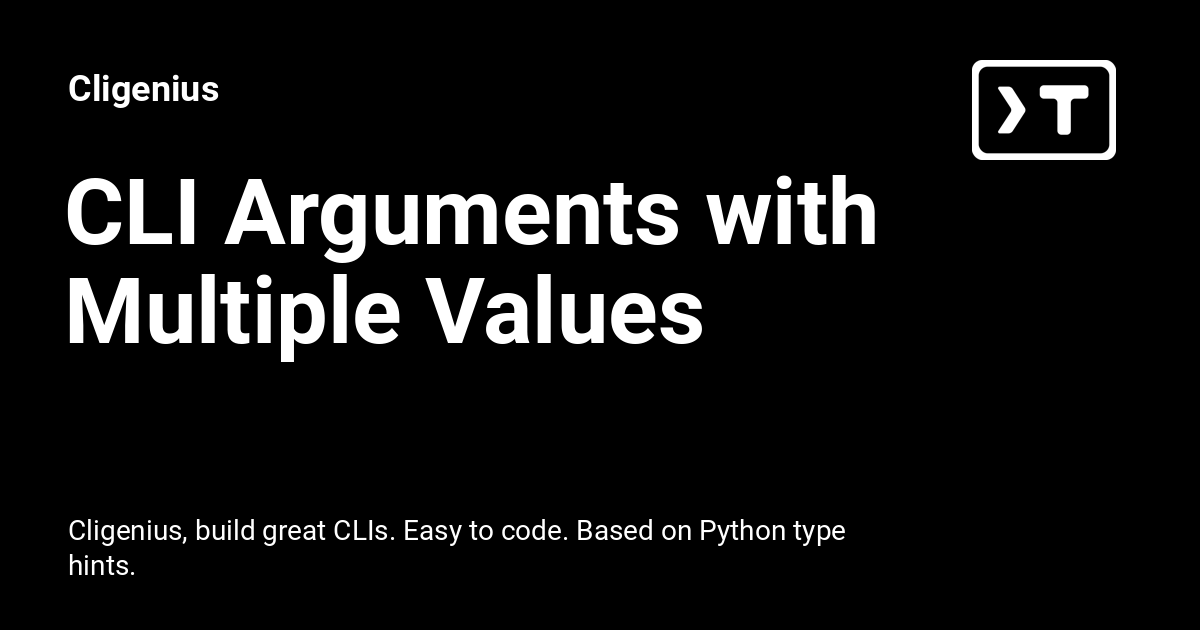 Cligenius
❯T
CLI Arguments with
Multiple Values
Cligenius, build great CLIs. Easy to code. Based on Python type
hints.